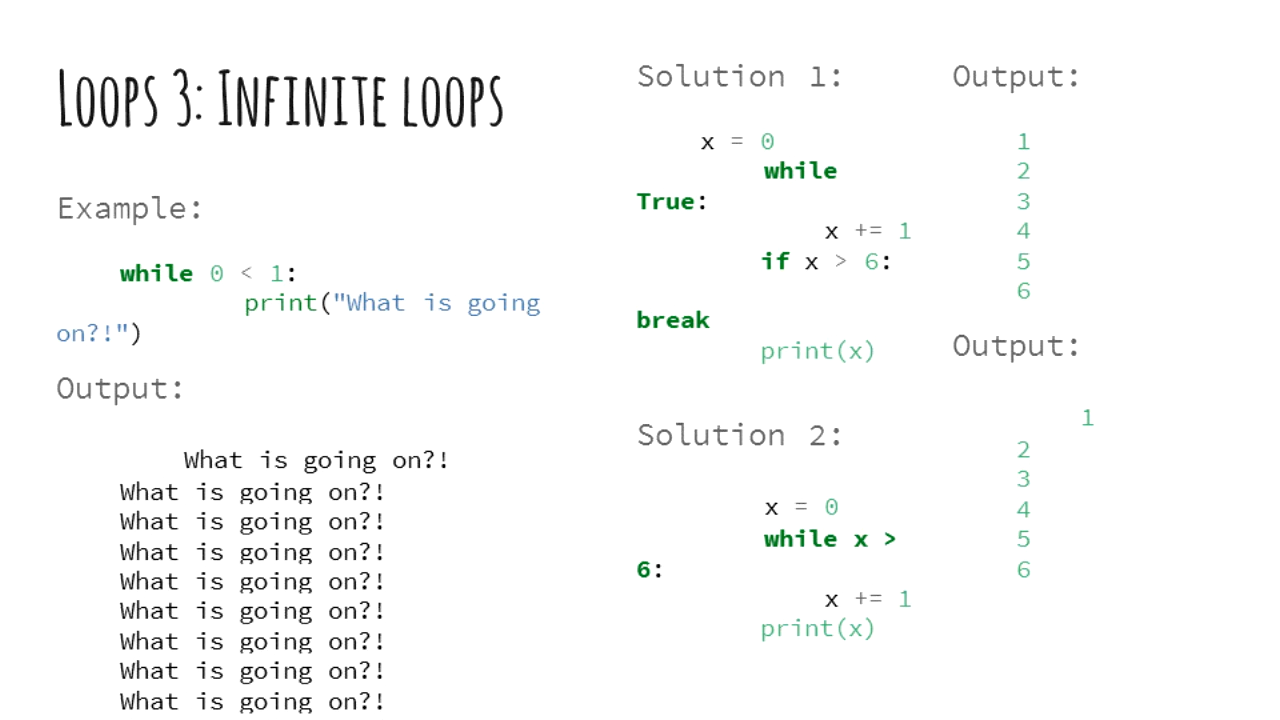 Loops 3: Infinite loops
Example:
while 0 < 1:
print("What is going
on?!")
Output:
What is going on?!
What is going on?!
What is going on?!
What is going on?!
What is going on?!
What is going on?!
What is going on?!
What is going on?!
What is going on?!
Solution 1:
x = 0
while
True:
x += 1
if x > 6:
break
print(x)
Solution 2:
x = 0
while x >
6:
x += 1
print(x)
Output:
1
2
3
4
5
6
Output:
1
2
3
4
5
6